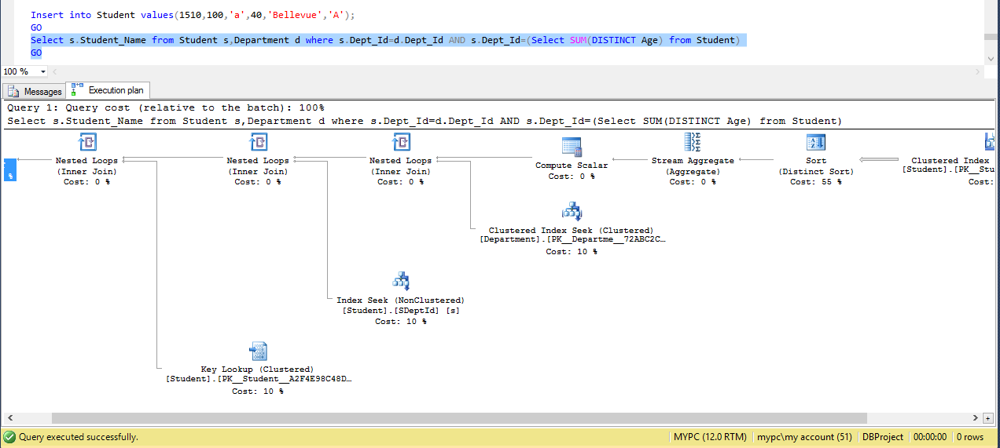 Insert into Student values(1510,100,'a',40,'Bellevue','A');
GO
Select s.Student_Name from Student s,Department d where s.Dept_Id=d.Dept_Id AND s.Dept_Id=(Select SUM(DISTINCT Age) from Student)
GO
100 %
Messages
Execution plan
Query 1: Query cost (relative to the batch): 100%
Select s.Student_Name from Student s,Department d where s.Dept_Id=d.Dept_Id AND s.Dept_Id=(Select SUM(DISTINCT Age) from Student)
%
Nested Loops
(Inner Join)
Cost: 0 %
Nested Loops
(Inner Join)
Cost: 0 %
Nested Loops
(Inner Join)
Cost: 0 %
Compute Scalar
Cost: 0 %
Stream Aggregate
(Aggregate)
Cost: 0 %
Sort
(Distinct Sort)
Cost: 55 %
Clustered Index
[Student].[PK__Stu
Cost:
Clustered Index Seek (Clustered)
[Department].[PK__Departme__72ABC2C…
Cost: 10 %
Index Seek (NonClustered)
[Student].[SDeptId] [s]
Cost: 10 %
Key Lookup (Clustered)
[Student].[PK__Student__A2F4E98C48D…
Cost: 10 %
Query executed successfully.
MYPC (12.0 RTM)
mypc\my account (51)
DBProject
00:00:00
0 rows